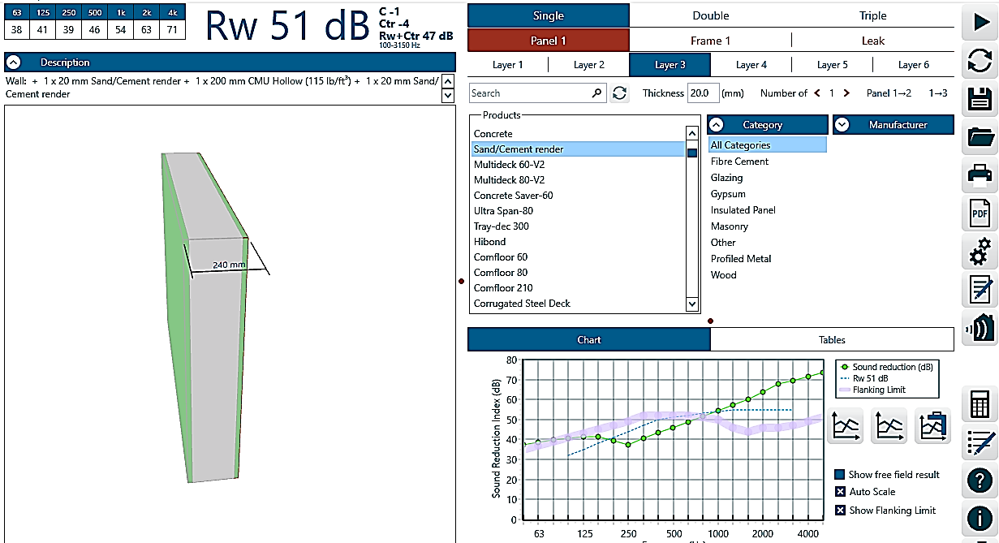 63 125 250 500 1k 2k 4k
38 41 39 46 54 63 71
Rw 51 dB
C -1
Ctr -4
Rw+Ctr 47 dB
100-3150 Hz
Description
Wall: + 1 x 20 mm Sand/Cement render + 1 x 200 mm CMU Hollow (115 lb/ft³) + 1 x 20 mm Sand/
Cement render
240 mm
Single Double Triple
Panel 1 Frame 1 Leak
Layer 1 Layer 2 Layer 3 Layer 4 Layer 5 Layer 6
Search Thickness 20.0 (mm) Number of < 1 > Panel 1→2 1→3
Products
Concrete
Sand/Cement render
Multideck 60-V2
Multideck 80-V2
Concrete Saver-60
Ultra Span-80
Tray-dec 300
Hibond
Comfloor 60
Comfloor 80
Comfloor 210
Corrugated Steel Deck
Category
All Categories
Fibre Cement
Glazing
Gypsum
Insulated Panel
Masonry
Other
Profiled Metal
Wood
Manufacturer
Chart Tables
Sound Reduction Index (dB)
80
70
60
50
40
30
20
10
0
63 125 250 500 1000 2000 4000
Sound reduction (dB)
Rw 51 dB
Flanking Limit
Show free field result
Auto Scale
Show Flanking Limit
PDF